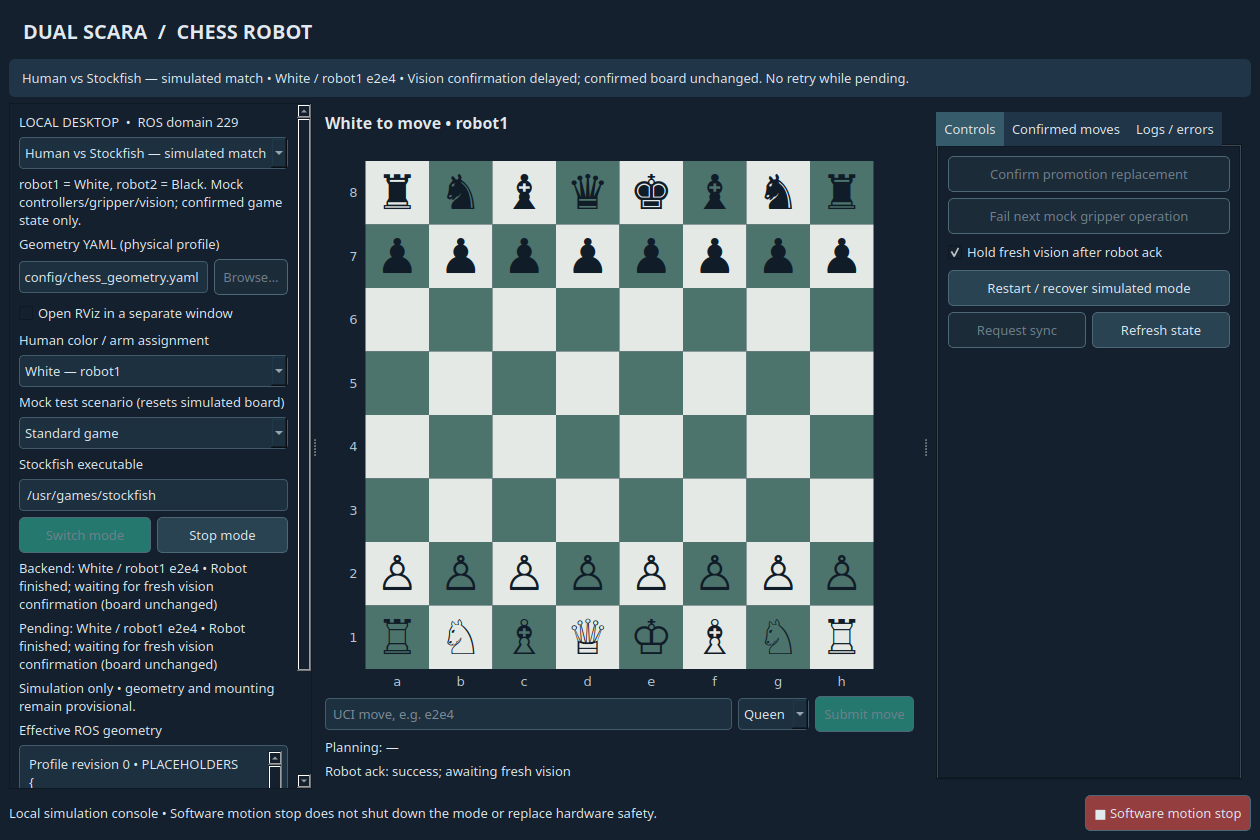 DUAL SCARA / CHESS ROBOT
Human vs Stockfish — simulated match • White / robot1 e2e4 • Vision confirmation delayed; confirmed board unchanged. No retry while pending.
LOCAL DESKTOP • ROS domain 229
Human vs Stockfish — simulated match
robot1 = White, robot2 = Black. Mock
controllers/gripper/vision; confirmed game
state only.
Geometry YAML (physical profile)
config/chess_geometry.yaml
Browse...
Open RViz in a separate window
Human color / arm assignment
White — robot1
Mock test scenario (resets simulated board)
Standard game
Stockfish executable
/usr/games/stockfish
Switch mode
Stop mode
Backend: White / robot1 e2e4 • Robot
finished; waiting for fresh vision
confirmation (board unchanged)
Pending: White / robot1 e2e4 • Robot
finished; waiting for fresh vision
confirmation (board unchanged)
Simulation only • geometry and mounting
remain provisional.
Effective ROS geometry
Profile revision 0 • PLACEHOLDERS
{
White to move • robot1
8
7
6
5
4
3
2
1
a b c d e f g h
UCI move, e.g. e2e4
Queen
Submit move
Planning: —
Robot ack: success; awaiting fresh vision
Controls
Confirmed moves
Logs / errors
Confirm promotion replacement
Fail next mock gripper operation
Hold fresh vision after robot ack
Restart / recover simulated mode
Request sync
Refresh state
Local simulation console • Software motion stop does not shut down the mode or replace hardware safety.
Software motion stop